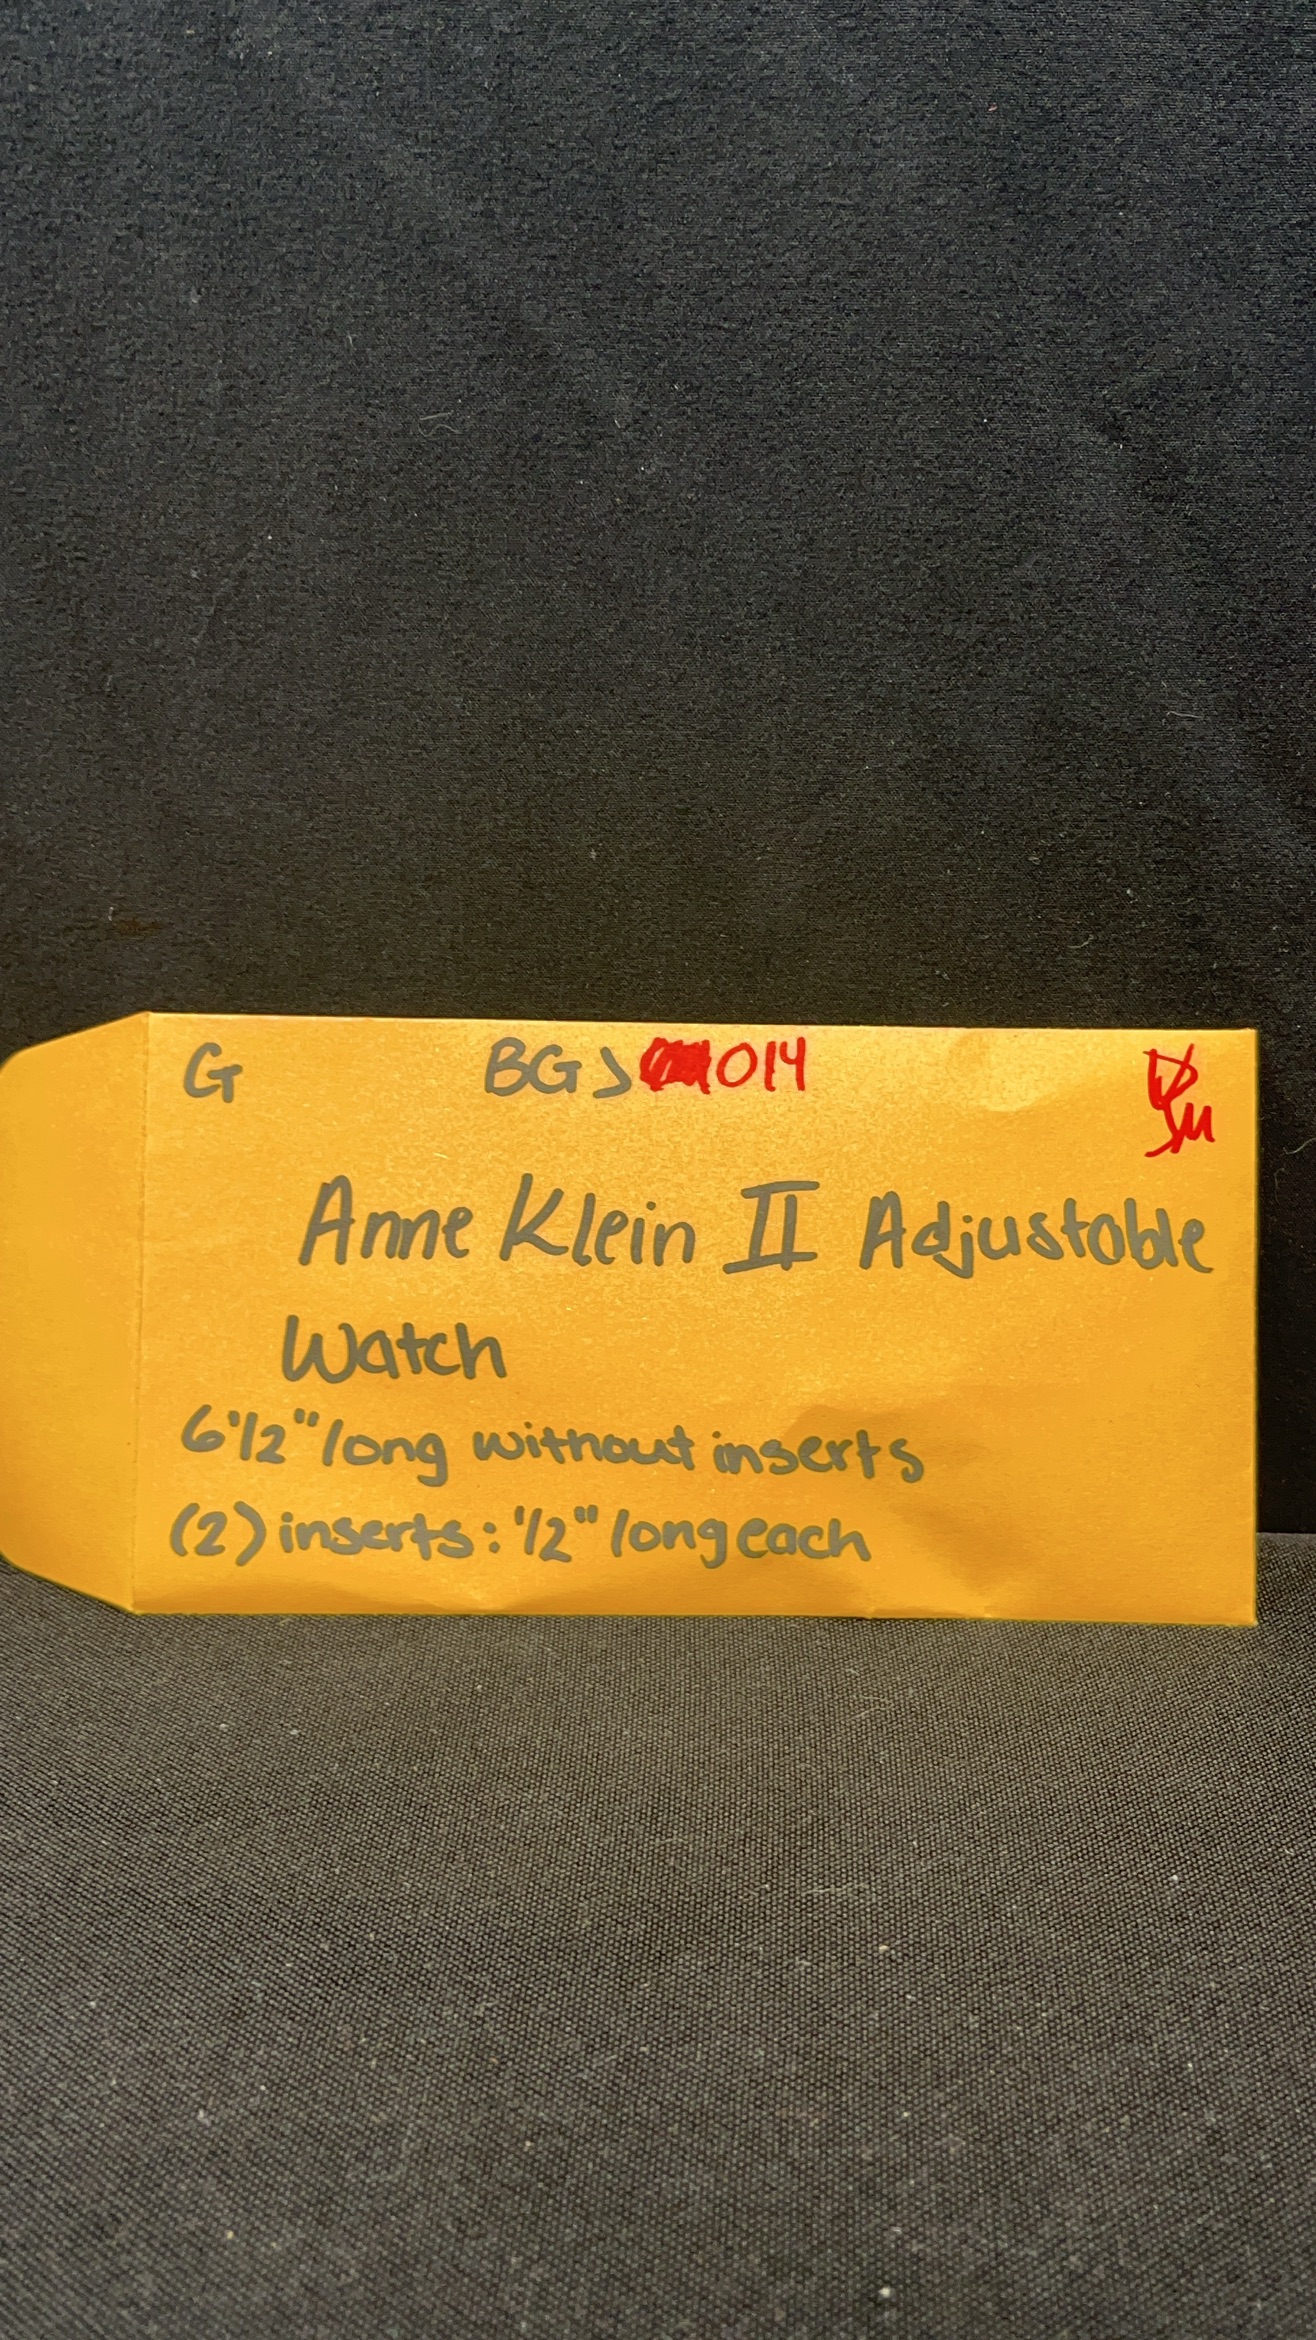 G BGJ 014
Anne Klein II Adjustable
Watch
6 1/2" long without inserts
(2) inserts: 1/2" long each